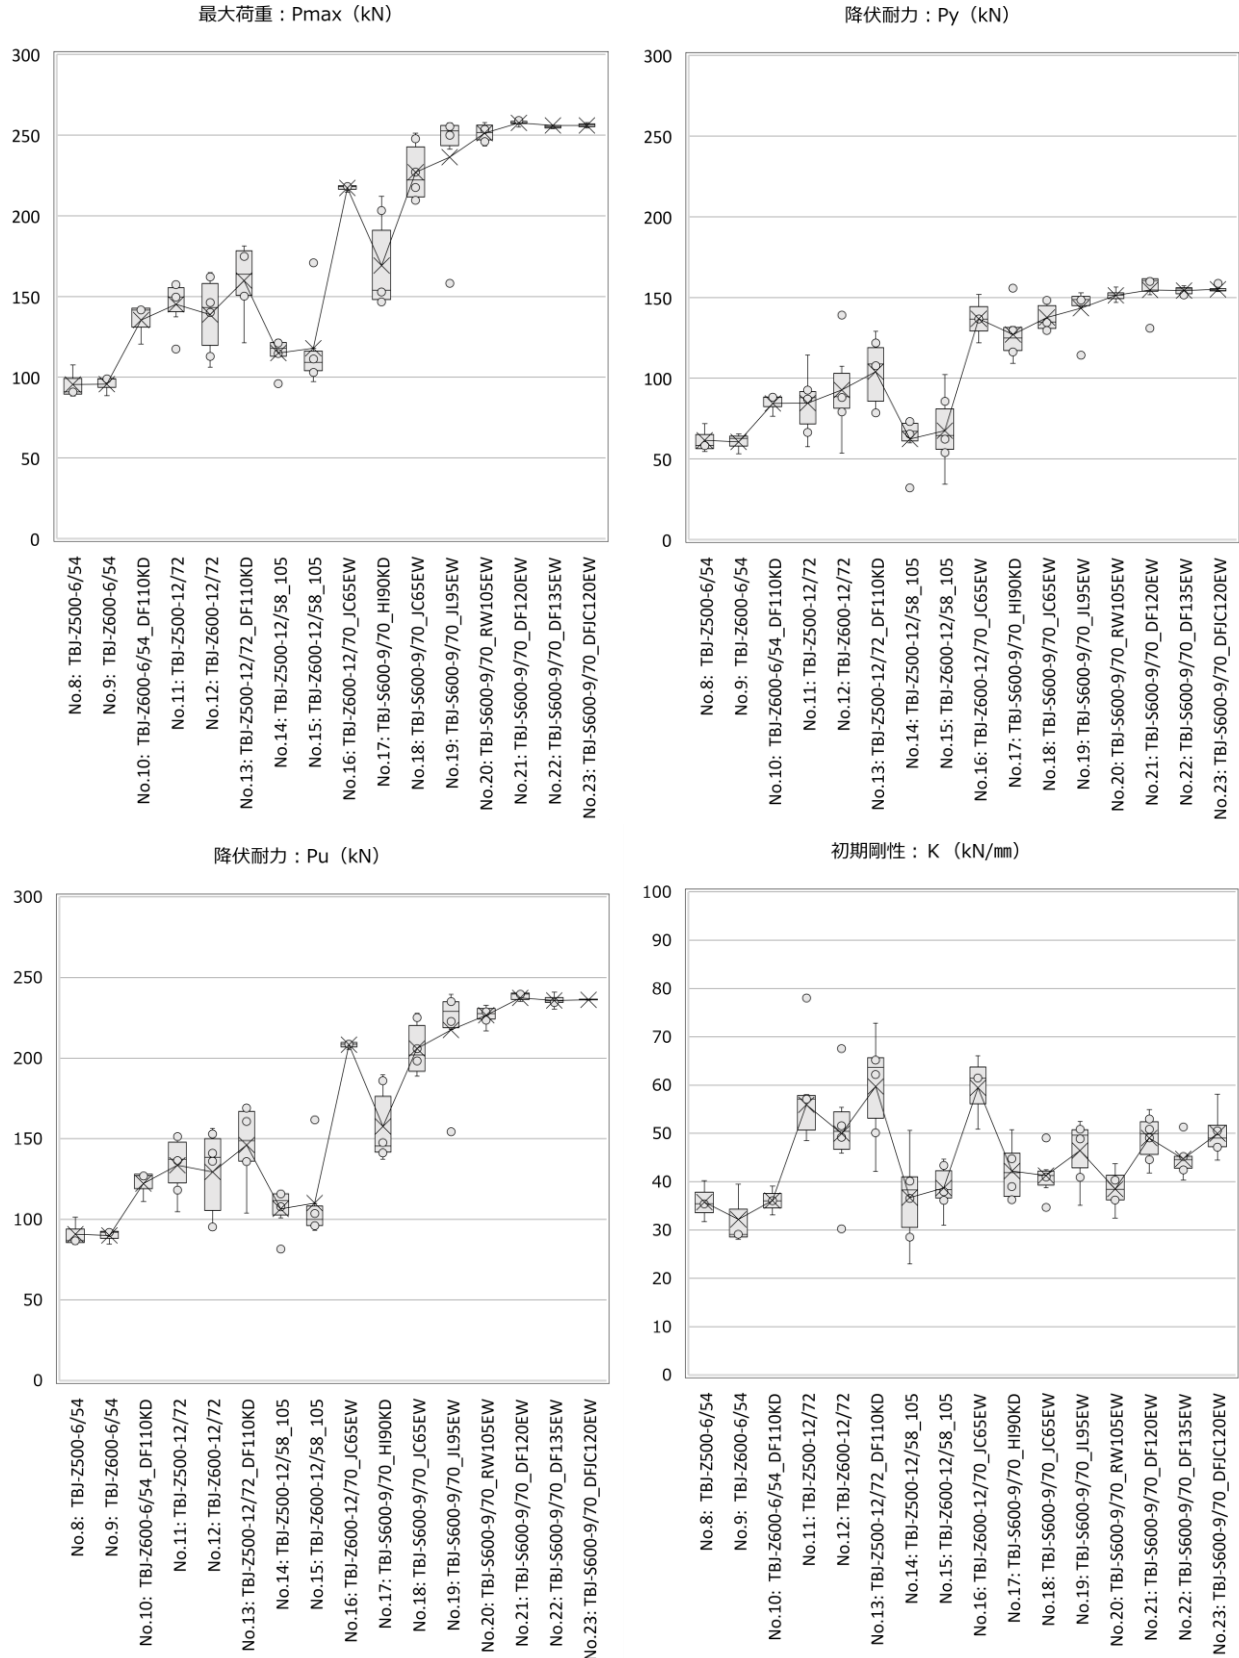 最大荷重：Pmax（kN）
300
250
200
150
100
50
0
No.8: TBJ-Z500-6/54
No.9: TBJ-Z600-6/54
No.10: TBJ-Z600-6/54_DF110KD
No.11: TBJ-Z500-12/72
No.12: TBJ-Z600-12/72
No.13: TBJ-Z500-12/72_DF110KD
No.14: TBJ-Z500-12/58_105
No.15: TBJ-Z600-12/58_105
No.16: TBJ-Z600-12/70_JC65EW
No.17: TBJ-S600-9/70_HI90KD
No.18: TBJ-S600-9/70_JC65EW
No.19: TBJ-S600-9/70_JL95EW
No.20: TBJ-S600-9/70_RW105EW
No.21: TBJ-S600-9/70_DF120EW
No.22: TBJ-S600-9/70_DF135EW
No.23: TBJ-S600-9/70_DFJC120EW
降伏耐力：Py（kN）
300
250
200
150
100
50
0
No.8: TBJ-Z500-6/54
No.9: TBJ-Z600-6/54
No.10: TBJ-Z600-6/54_DF110KD
No.11: TBJ-Z500-12/72
No.12: TBJ-Z600-12/72
No.13: TBJ-Z500-12/72_DF110KD
No.14: TBJ-Z500-12/58_105
No.15: TBJ-Z600-12/58_105
No.16: TBJ-Z600-12/70_JC65EW
No.17: TBJ-S600-9/70_HI90KD
No.18: TBJ-S600-9/70_JC65EW
No.19: TBJ-S600-9/70_JL95EW
No.20: TBJ-S600-9/70_RW105EW
No.21: TBJ-S600-9/70_DF120EW
No.22: TBJ-S600-9/70_DF135EW
No.23: TBJ-S600-9/70_DFJC120EW
降伏耐力：Pu（kN）
300
250
200
150
100
50
0
No.8: TBJ-Z500-6/54
No.9: TBJ-Z600-6/54
No.10: TBJ-Z600-6/54_DF110KD
No.11: TBJ-Z500-12/72
No.12: TBJ-Z600-12/72
No.13: TBJ-Z500-12/72_DF110KD
No.14: TBJ-Z500-12/58_105
No.15: TBJ-Z600-12/58_105
No.16: TBJ-Z600-12/70_JC65EW
No.17: TBJ-S600-9/70_HI90KD
No.18: TBJ-S600-9/70_JC65EW
No.19: TBJ-S600-9/70_JL95EW
No.20: TBJ-S600-9/70_RW105EW
No.21: TBJ-S600-9/70_DF120EW
No.22: TBJ-S600-9/70_DF135EW
No.23: TBJ-S600-9/70_DFJC120EW
初期剛性：K（kN/㎜）
100
90
80
70
60
50
40
30
20
10
0
No.8: TBJ-Z500-6/54
No.9: TBJ-Z600-6/54
No.10: TBJ-Z600-6/54_DF110KD
No.11: TBJ-Z500-12/72
No.12: TBJ-Z600-12/72
No.13: TBJ-Z500-12/72_DF110KD
No.14: TBJ-Z500-12/58_105
No.15: TBJ-Z600-12/58_105
No.16: TBJ-Z600-12/70_JC65EW
No.17: TBJ-S600-9/70_HI90KD
No.18: TBJ-S600-9/70_JC65EW
No.19: TBJ-S600-9/70_JL95EW
No.20: TBJ-S600-9/70_RW105EW
No.21: TBJ-S600-9/70_DF120EW
No.22: TBJ-S600-9/70_DF135EW
No.23: TBJ-S600-9/70_DFJC120EW